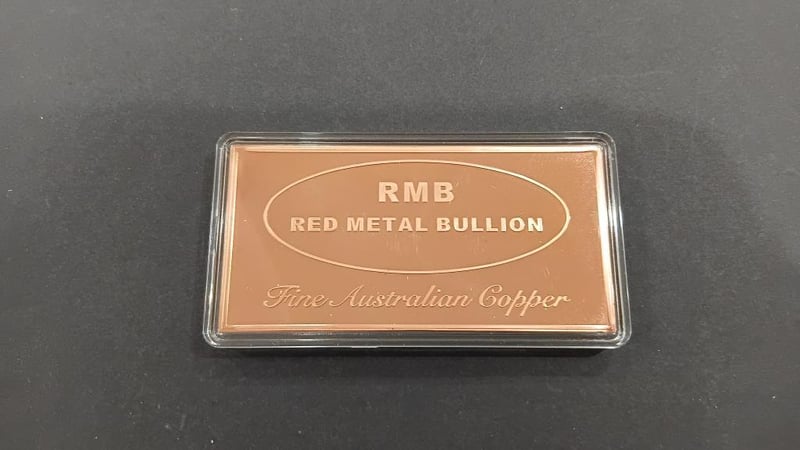 RMB
RED METAL BULLION
Fine Australian Copper